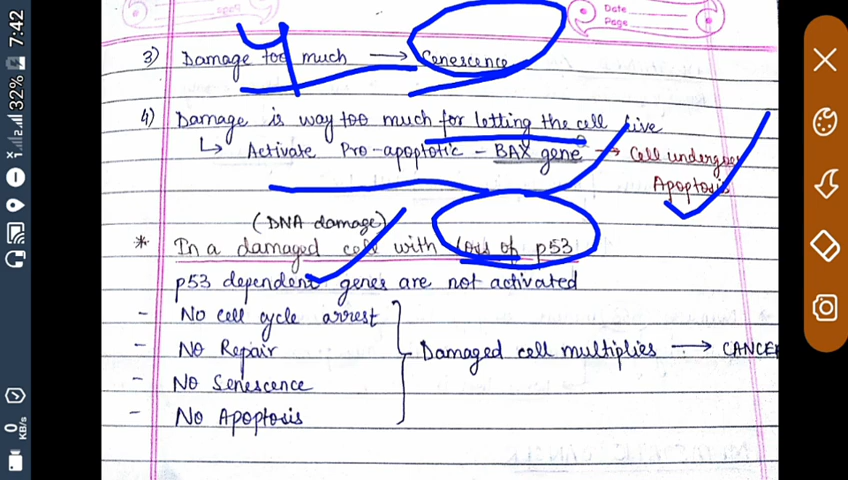 Date
Page
3) Damage too much → Cenescence
4) Damage is way too much for letting the cell live
↳ Activate Pro-apoptotic - BAX gene → Cell undergoes
Apoptosis
(DNA damage)
* In a damaged cell with loss of p53
p53 dependent genes are not activated
- No cell cycle arrest
- No Repair
- No Senescence
- No Apoptosis
Damaged cell multiplies → CANCE
7:42
32%
0
KB/s